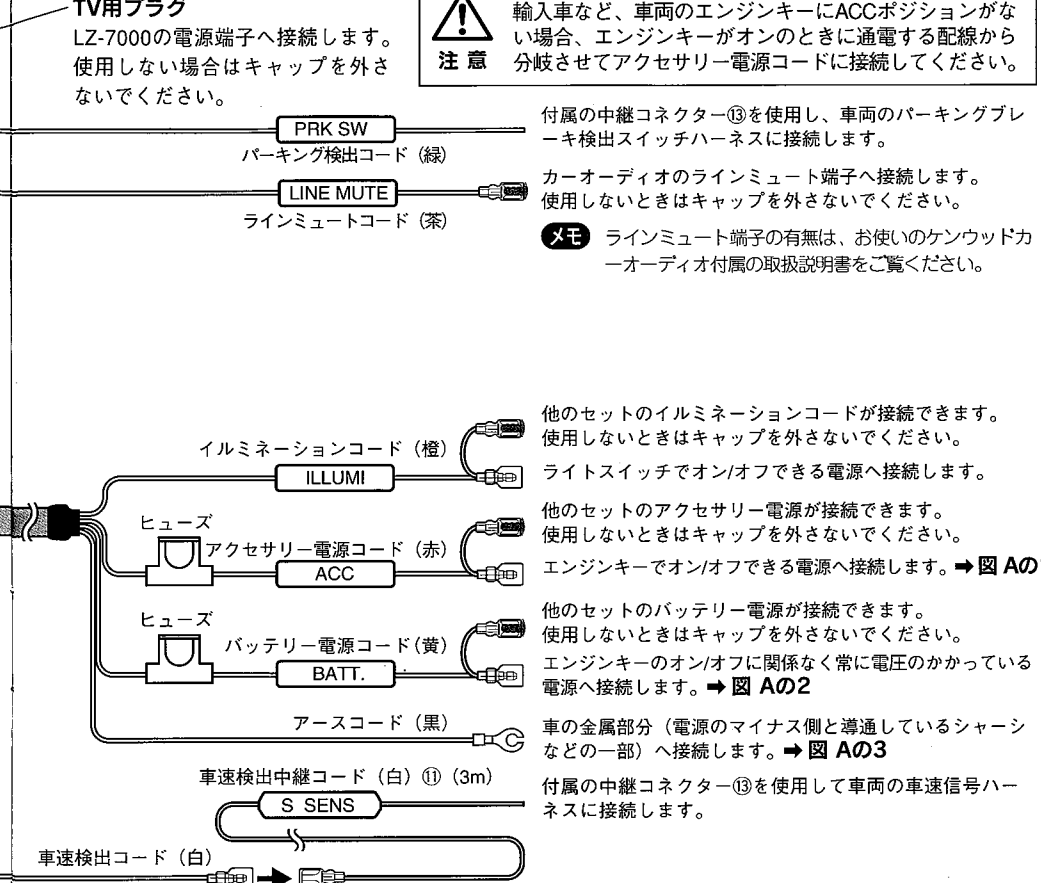 TV用プラグ
LZ-7000の電源端子へ接続します。
使用しない場合はキャップを外さ
ないでください。
注 意
輸入車など、車両のエンジンキーにACCポジションがな
い場合、エンジンキーがオンのときに通電する配線から
分岐させてアクセサリー電源コードに接続してください。
PRK SW
パーキング検出コード（緑）
付属の中継コネクター⑬を使用し、車両のパーキングブレ
ーキ検出スイッチハーネスに接続します。
LINE MUTE
ラインミュートコード（茶）
カーオーディオのラインミュート端子へ接続します。
使用しないときはキャップを外さないでください。
メモ ラインミュート端子の有無は、お使いのケンウッドカ
ーオーディオ付属の取扱説明書をご覧ください。
イルミネーションコード（橙）
ILLUMI
他のセットのイルミネーションコードが接続できます。
使用しないときはキャップを外さないでください。
ライトスイッチでオン/オフできる電源へ接続します。
ヒューズ
アクセサリー電源コード（赤）
ACC
他のセットのアクセサリー電源が接続できます。
使用しないときはキャップを外さないでください。
エンジンキーでオン/オフできる電源へ接続します。➡図 Aの
ヒューズ
バッテリー電源コード（黄）
BATT.
他のセットのバッテリー電源が接続できます。
使用しないときはキャップを外さないでください。
エンジンキーのオン/オフに関係なく常に電圧のかかっている
電源へ接続します。➡図 Aの2
アースコード（黒）
車の金属部分（電源のマイナス側と導通しているシャーシ
などの一部）へ接続します。➡図 Aの3
車速検出中継コード（白）⑪（3m）
S SENS
付属の中継コネクター⑬を使用して車両の車速信号ハー
ネスに接続します。
車速検出コード（白）